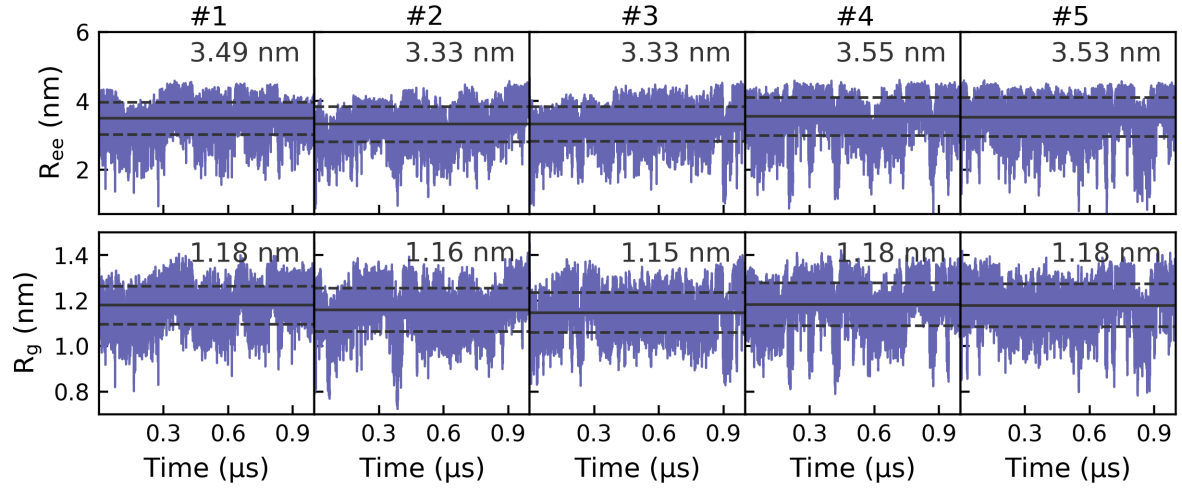 #1 #2 #3 #4 #5
6
3.49 nm 3.33 nm 3.33 nm 3.55 nm 3.53 nm
4
R_ee (nm)
2
1.4
1.18 nm 1.16 nm 1.15 nm 1.18 nm 1.18 nm
1.2
R_g (nm)
1.0
0.8
0.3 0.6 0.9 0.3 0.6 0.9 0.3 0.6 0.9 0.3 0.6 0.9 0.3 0.6 0.9
Time (μs) Time (μs) Time (μs) Time (μs) Time (μs)